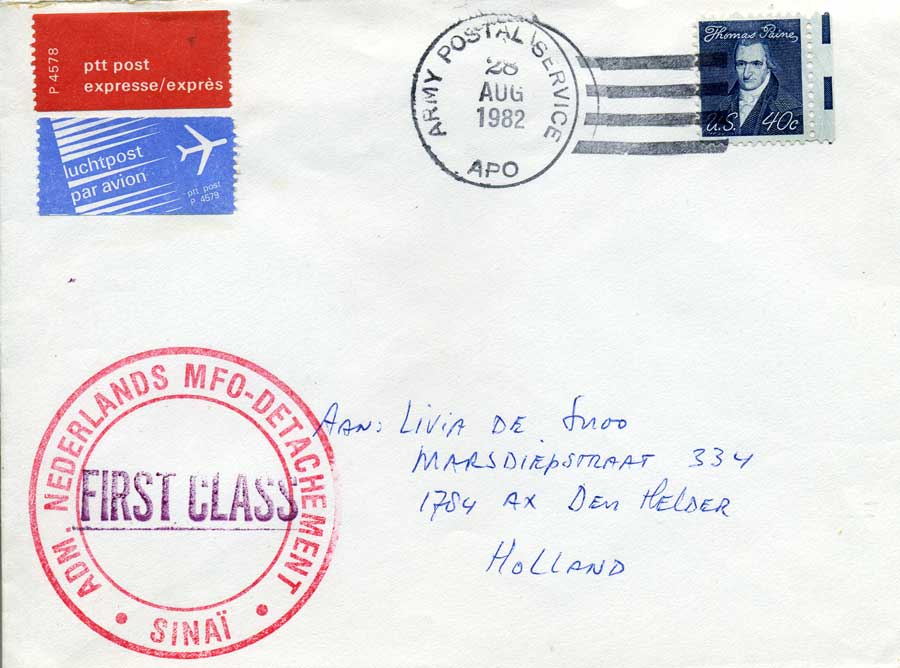 P 4578
ptt post
expresse/exprès
luchtpost
par avion
ptt post
P 4579
ARMY POSTAL SERVICE
28
AUG
1982
APO
Thomas Paine
U.S. 40c
ADM. NEDERLANDS MFO-DETACHEMENT
FIRST CLASS
• SINAÏ •
AAN: LIVIA DE
MARSDIEPSTRAAT 334
1784 AX DEN HELDER
HOLLAND